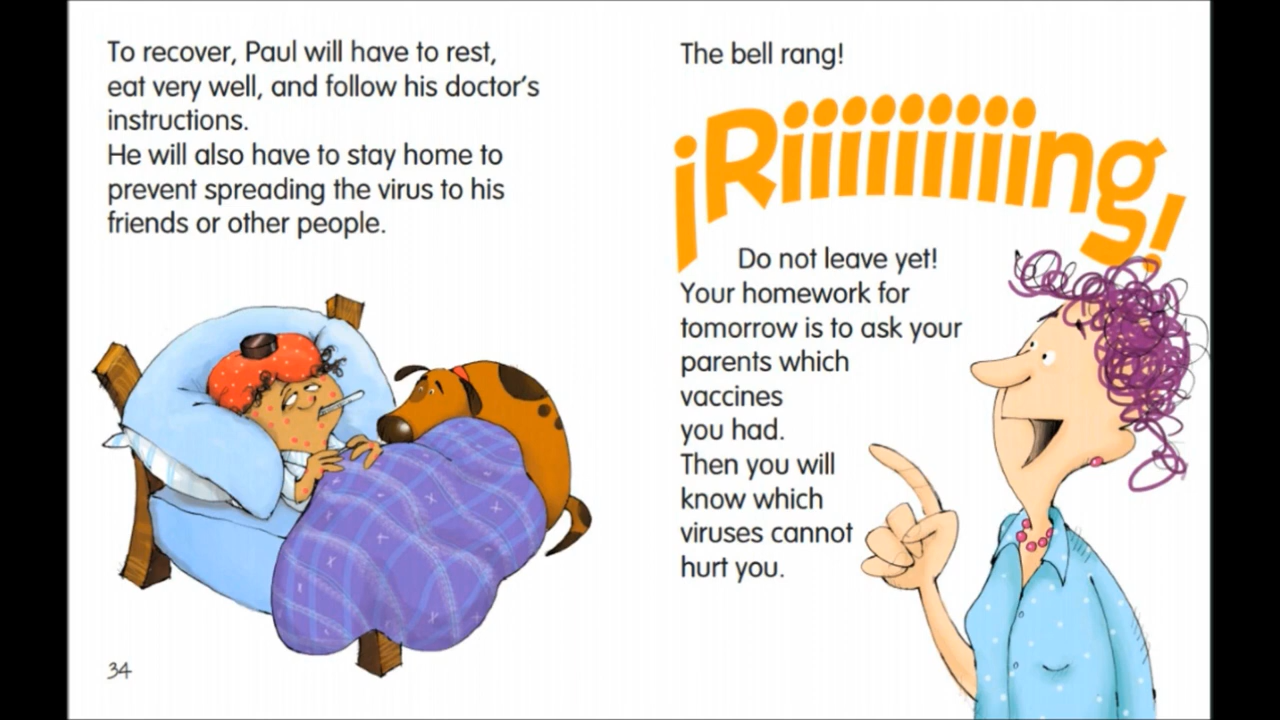 To recover, Paul will have to rest,
eat very well, and follow his doctor's
instructions.
He will also have to stay home to
prevent spreading the virus to his
friends or other people.
34
The bell rang!
¡Riiiiiiiiiing!
Do not leave yet!
Your homework for
tomorrow is to ask your
parents which
vaccines
you had.
Then you will
know which
viruses cannot
hurt you.